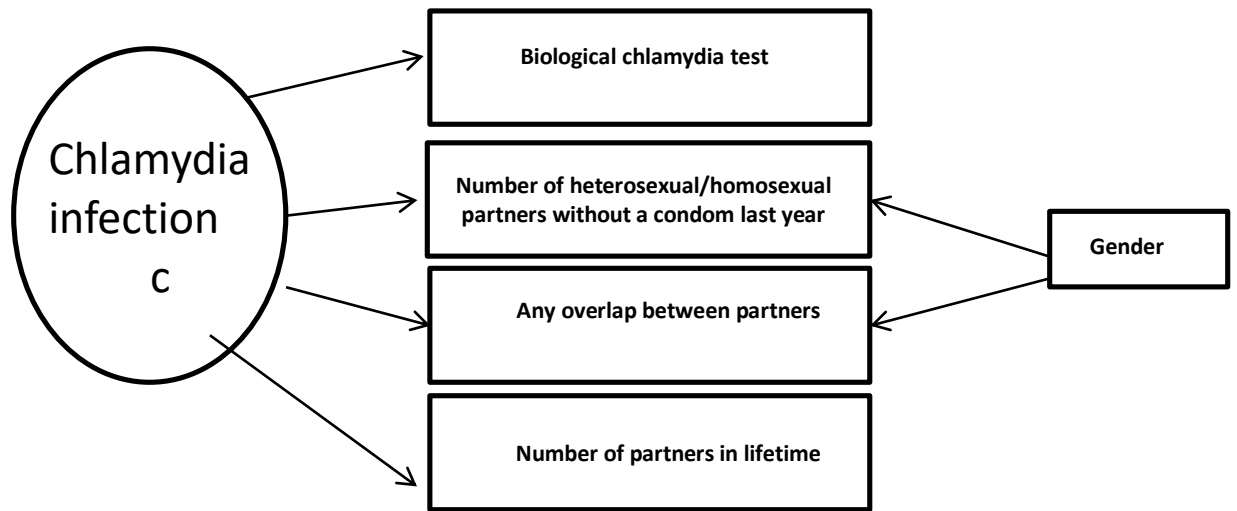 Chlamydia
infection
c
Biological chlamydia test
Number of heterosexual/homosexual
partners without a condom last year
Any overlap between partners
Number of partners in lifetime
Gender